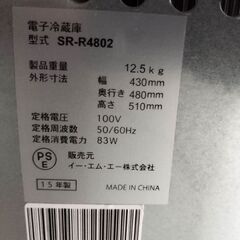 電子冷蔵庫
型式 SR-R4802
製品重量 12.5kg
外形寸法 幅 430mm
奥行き 480mm
高さ 510mm
定格電圧 100V
定格周波数 50/60Hz
定格消費電力 83W
PSE 販売元
イー・エム・エー株式会社
15年製 MADE IN CHINA